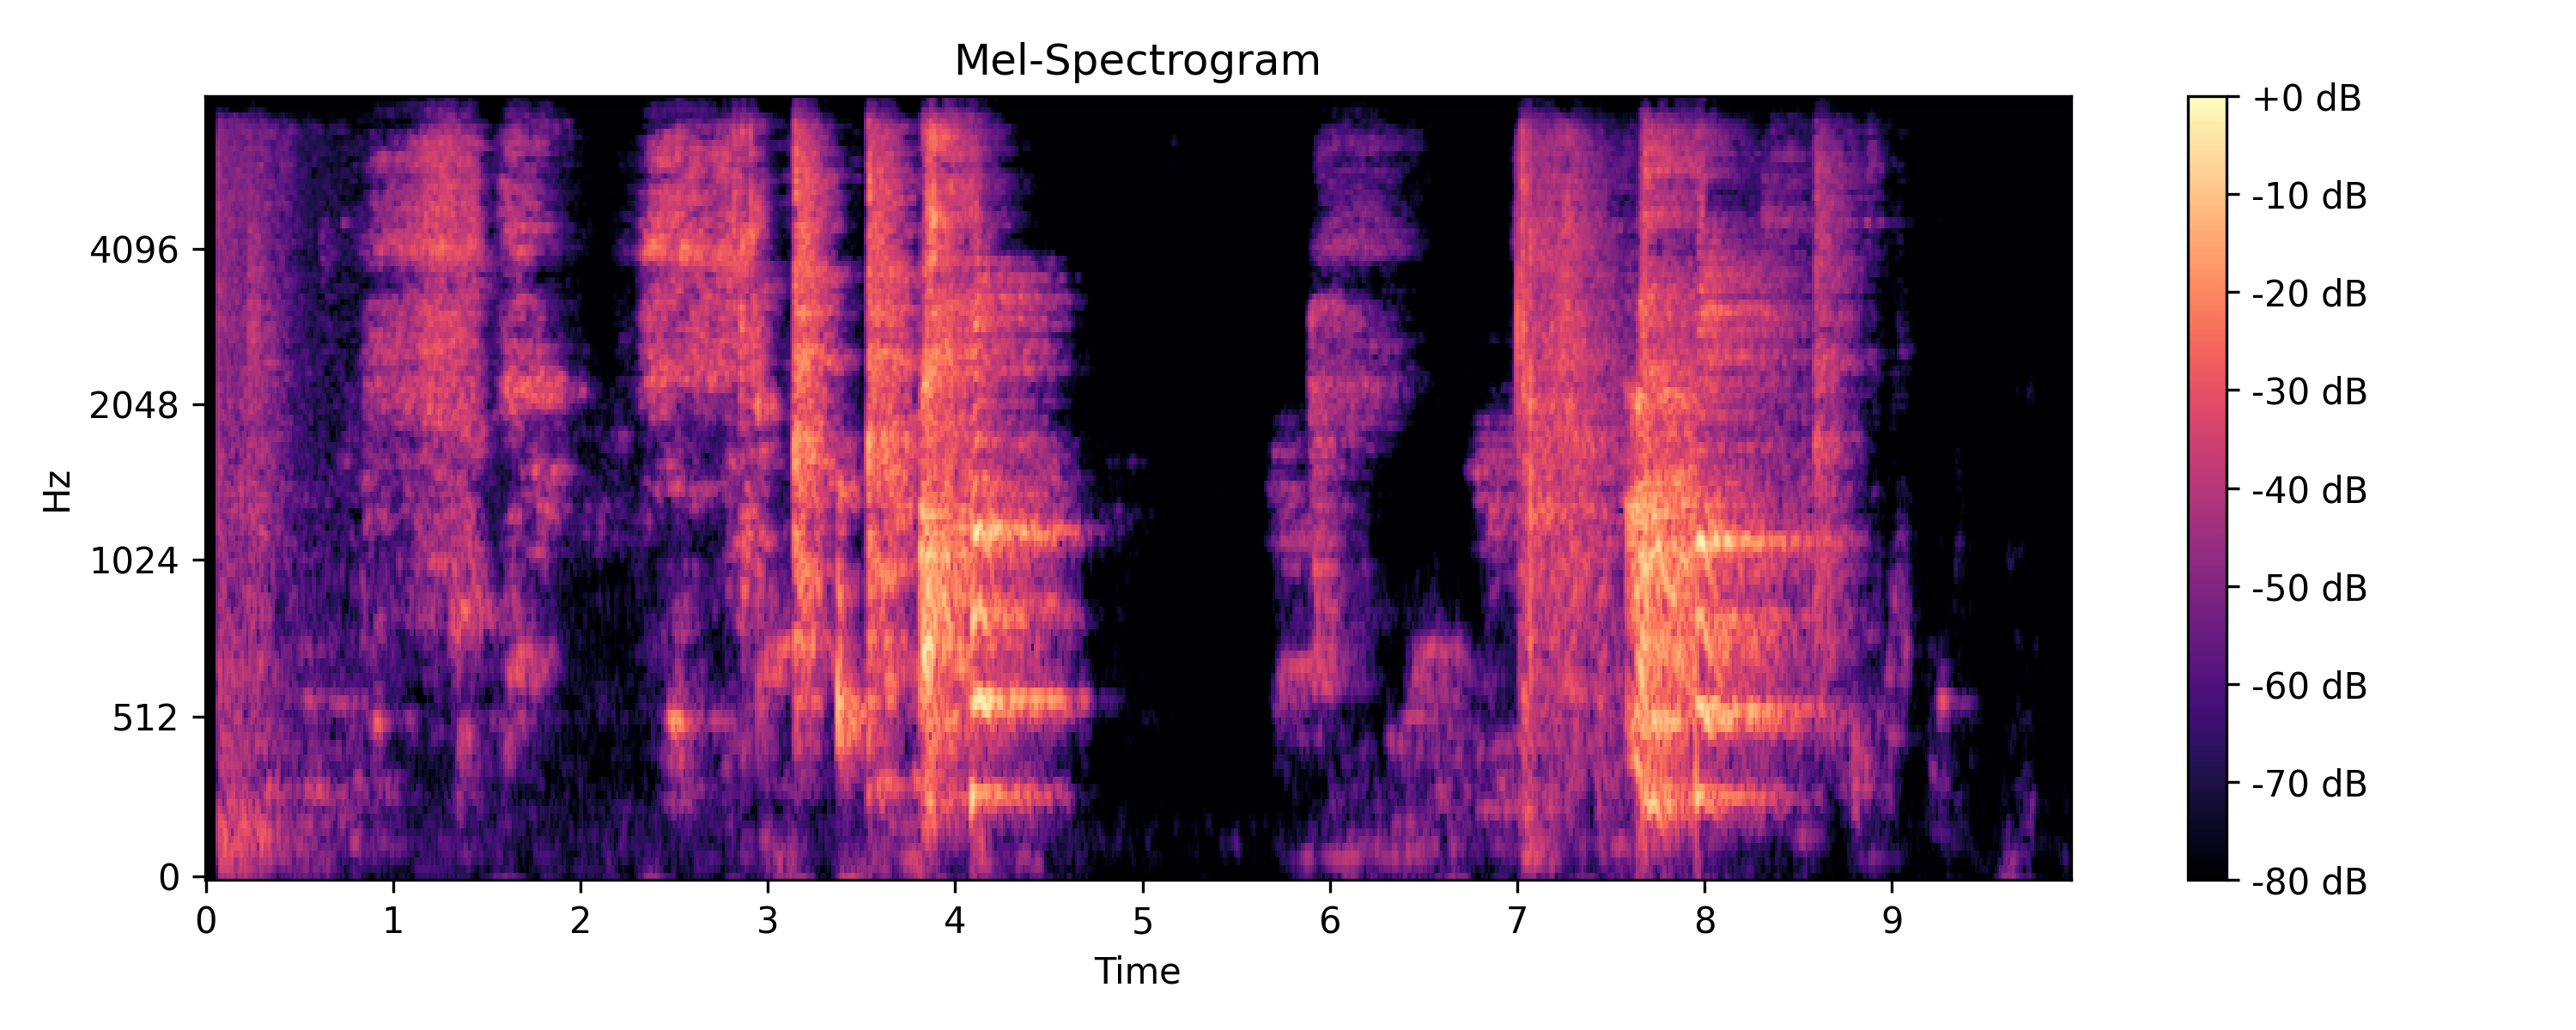 Mel-Spectrogram
+0 dB
-10 dB
-20 dB
-30 dB
-40 dB
-50 dB
-60 dB
-70 dB
-80 dB
Hz
4096
2048
1024
512
0
0 1 2 3 4 5 6 7 8 9
Time